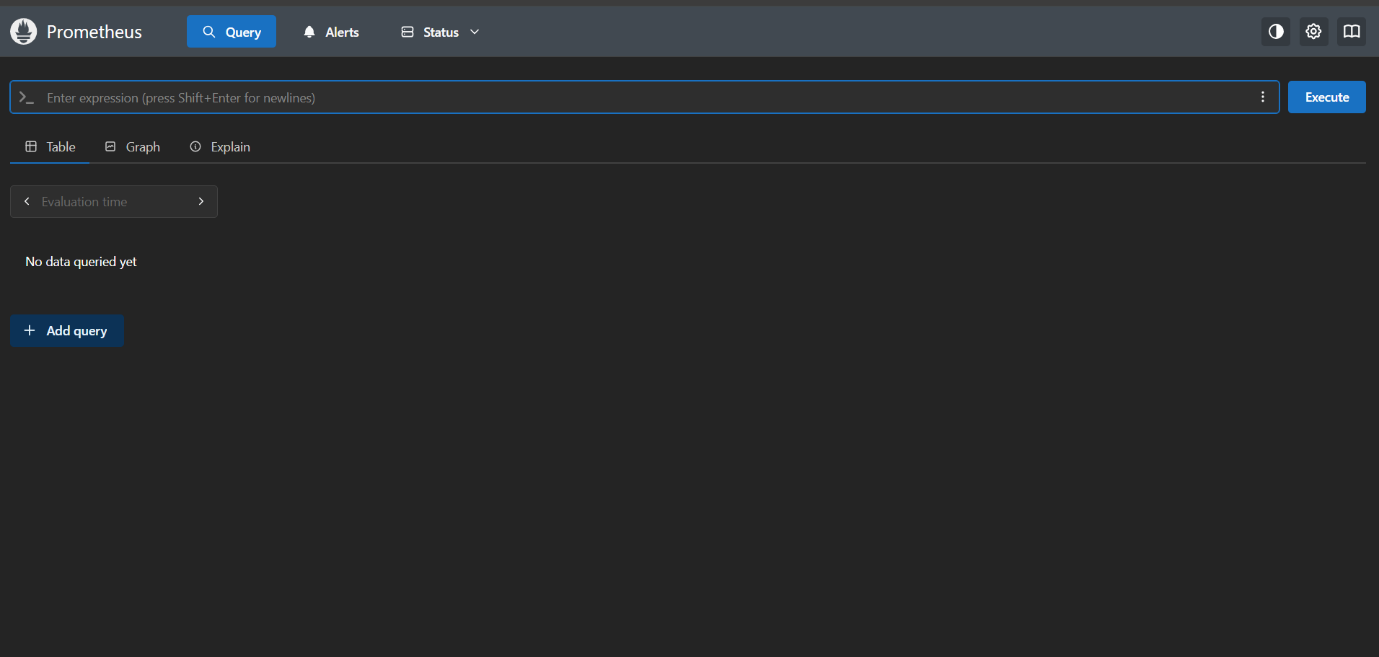 Prometheus Query Alerts Status
Enter expression (press Shift+Enter for newlines) Execute
Table Graph Explain
Evaluation time
No data queried yet
Add query